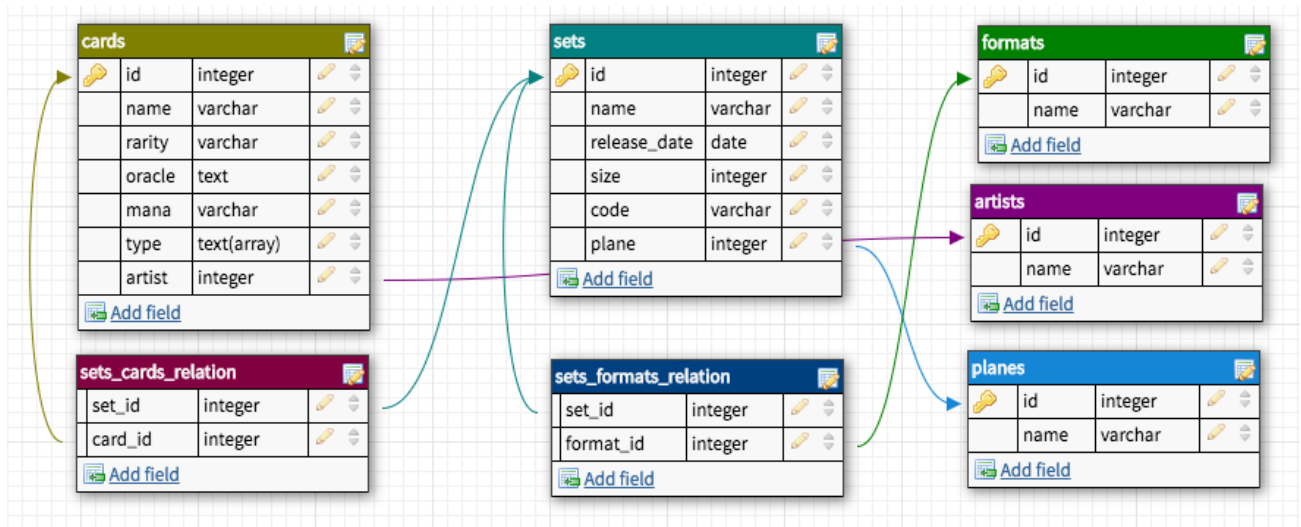 cards
id integer
name varchar
rarity varchar
oracle text
mana varchar
type text(array)
artist integer
Add field
sets_cards_relation
set_id integer
card_id integer
Add field
sets
id integer
name varchar
release_date date
size integer
code varchar
plane integer
Add field
sets_formats_relation
set_id integer
format_id integer
Add field
formats
id integer
name varchar
Add field
artists
id integer
name varchar
Add field
planes
id integer
name varchar
Add field